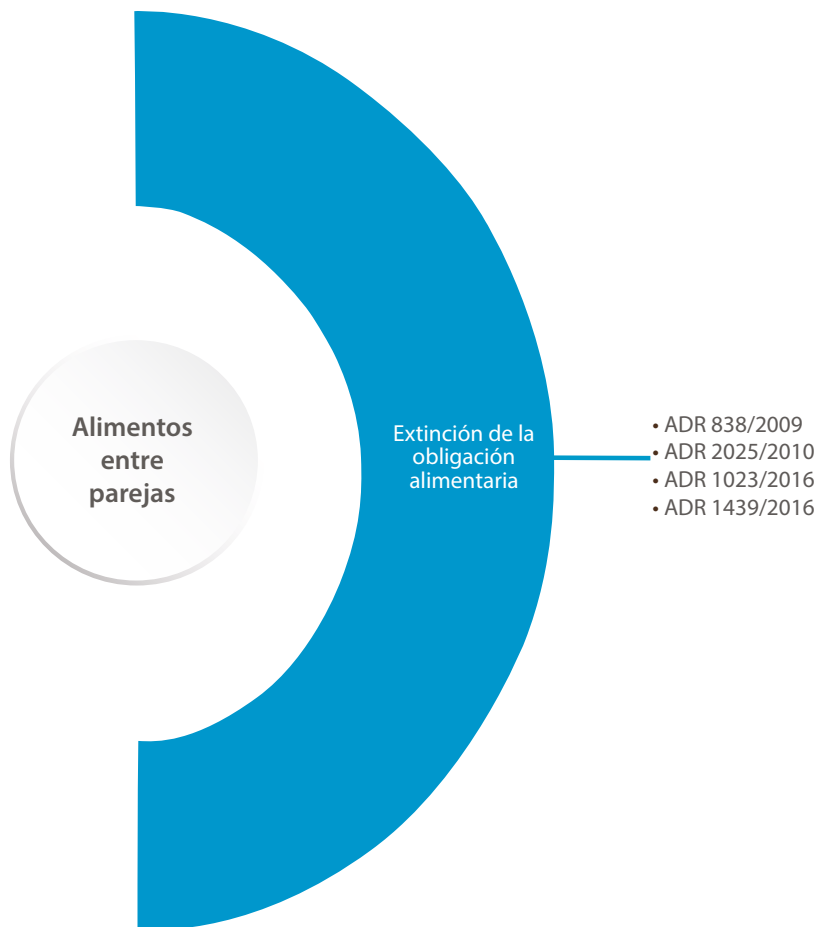 Alimentos
entre
parejas
Extinción de la
obligación
alimentaria
• ADR 838/2009
• ADR 2025/2010
• ADR 1023/2016
• ADR 1439/2016